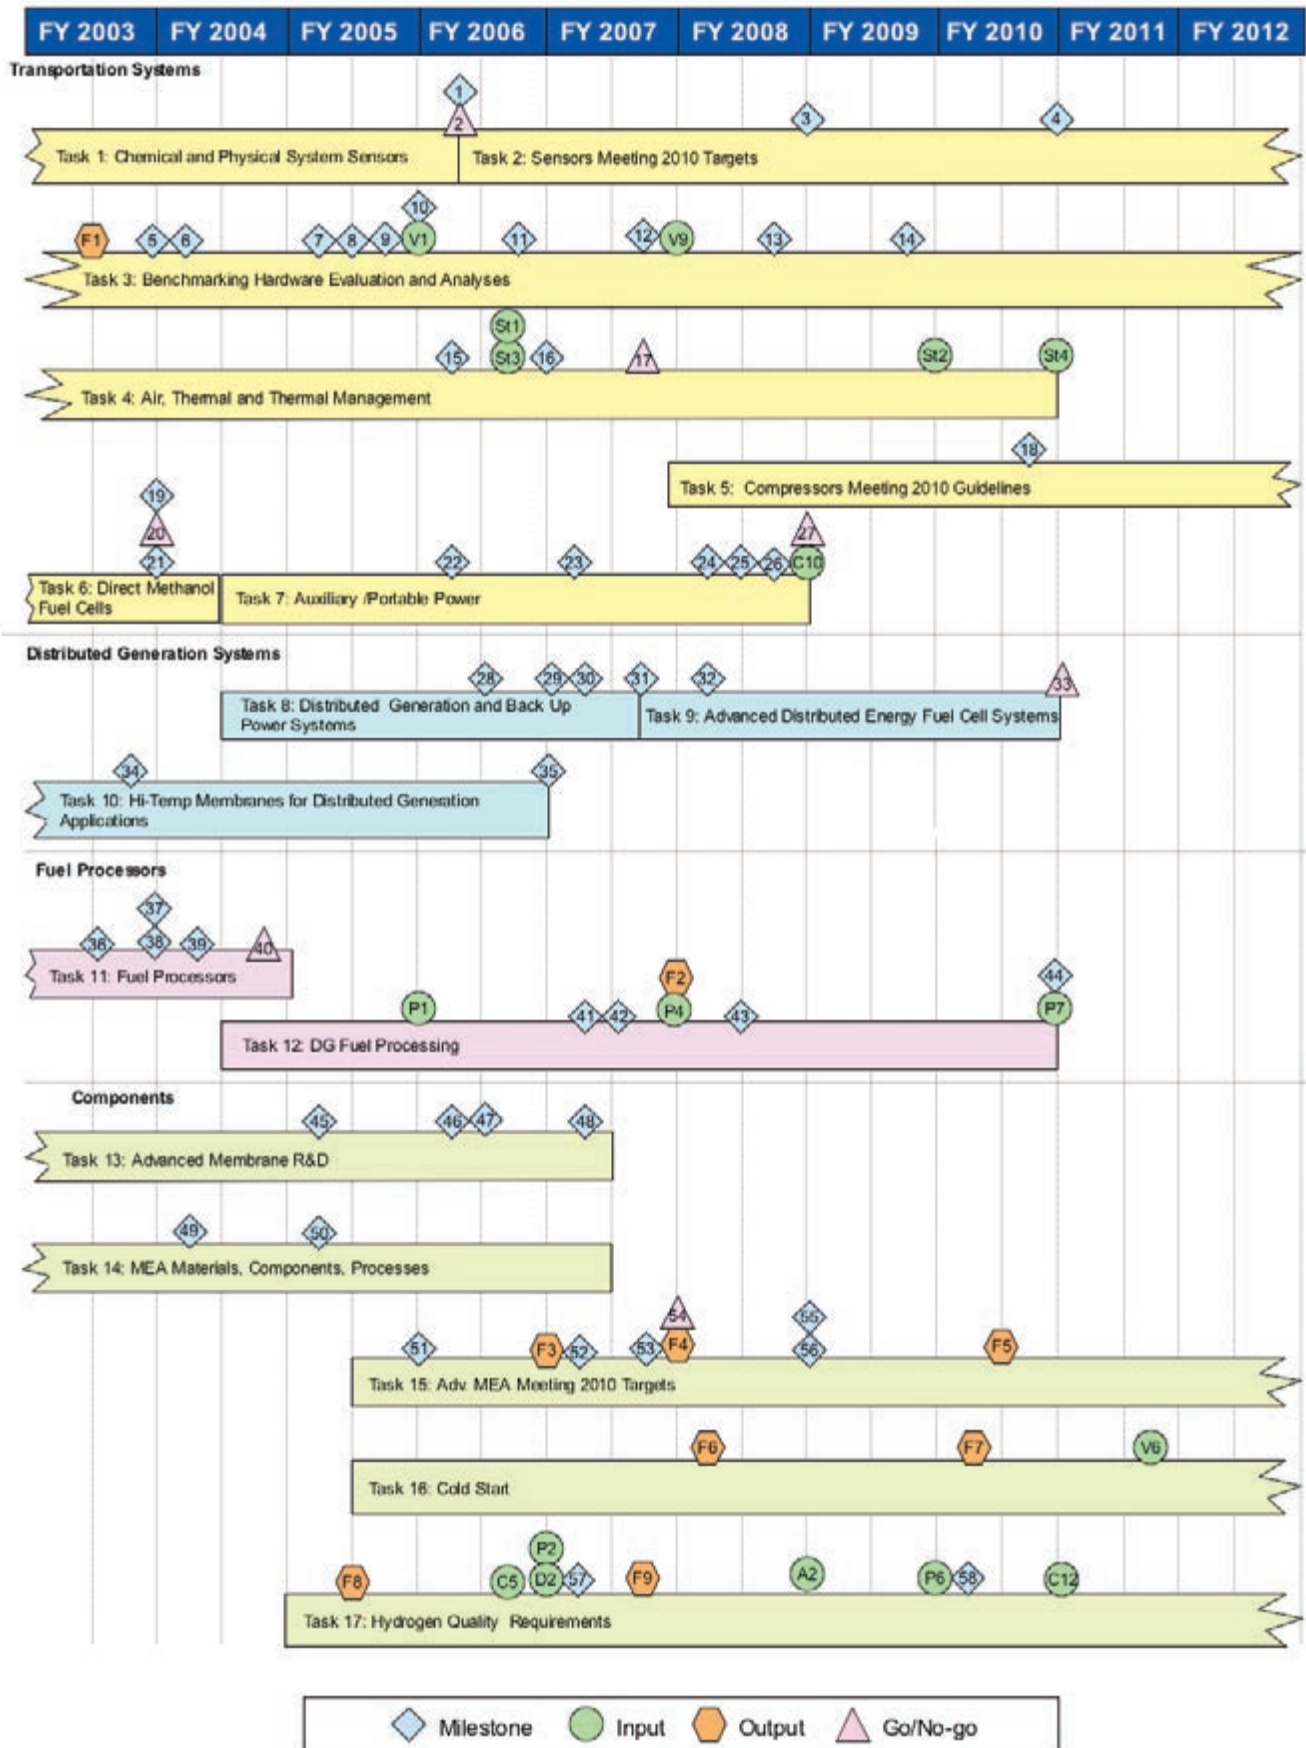 FY 2003 FY 2004 FY 2005 FY 2006 FY 2007 FY 2008 FY 2009 FY 2010 FY 2011 FY 2012
Transportation Systems
1
2 3 4
Task 1: Chemical and Physical System Sensors Task 2: Sensors Meeting 2010 Targets
10
F1 5 6 7 8 9 V1 11 12 V9 13 14
Task 3: Benchmarking Hardware Evaluation and Analyses
St1
15 St3 16 17 St2 St4
Task 4: Air, Thermal and Thermal Management
18
Task 5: Compressors Meeting 2010 Guidelines
19
20 27
21 22 23 24 25 26 C10
Task 6: Direct Methanol
Fuel Cells
Task 7: Auxiliary /Portable Power
Distributed Generation Systems
28 29 30 31 32 33
Task 8: Distributed Generation and Back Up
Power Systems
Task 9: Advanced Distributed Energy Fuel Cell Systems
34 35
Task 10: Hi-Temp Membranes for Distributed Generation
Applications
Fuel Processors
37
36 38 39 40
Task 11: Fuel Processors
F2 44
P1 41 42 P4 43 P7
Task 12: DG Fuel Processing
Components
45 46 47 48
Task 13: Advanced Membrane R&D
49 50
Task 14: MEA Materials, Components, Processes
54 55
51 F3 52 53 F4 56 F5
Task 15: Adv. MEA Meeting 2010 Targets
F6 F7 V6
Task 16: Cold Start
P2
F8 C5 D2 57 F9 A2 P6 58 C12
Task 17: Hydrogen Quality Requirements
Milestone Input Output Go/No-go